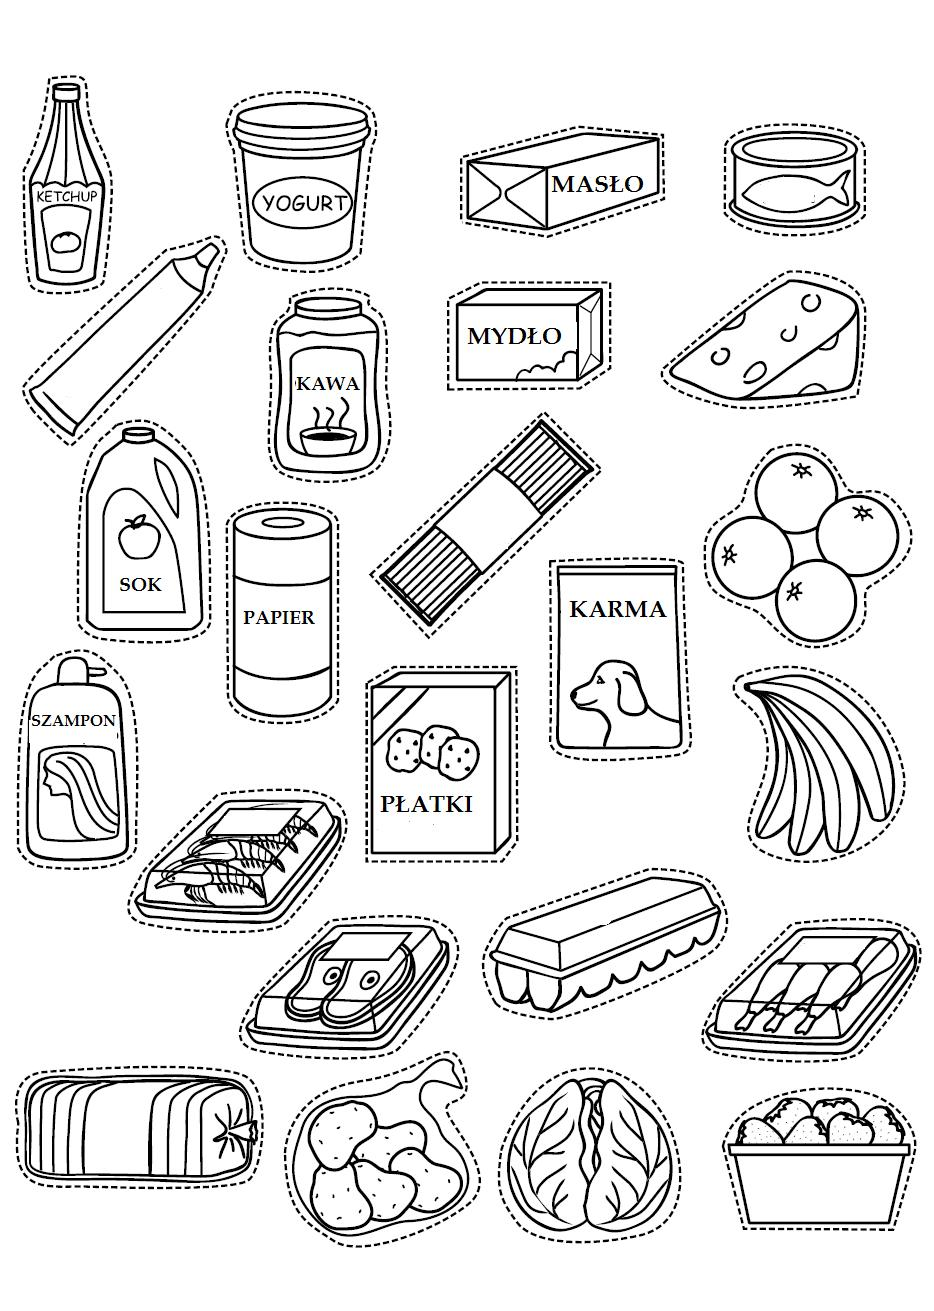 KETCHUP
YOGURT
MASŁO
MYDŁO
KAWA
SOK
PAPIER
KARMA
SZAMPON
PŁATKI